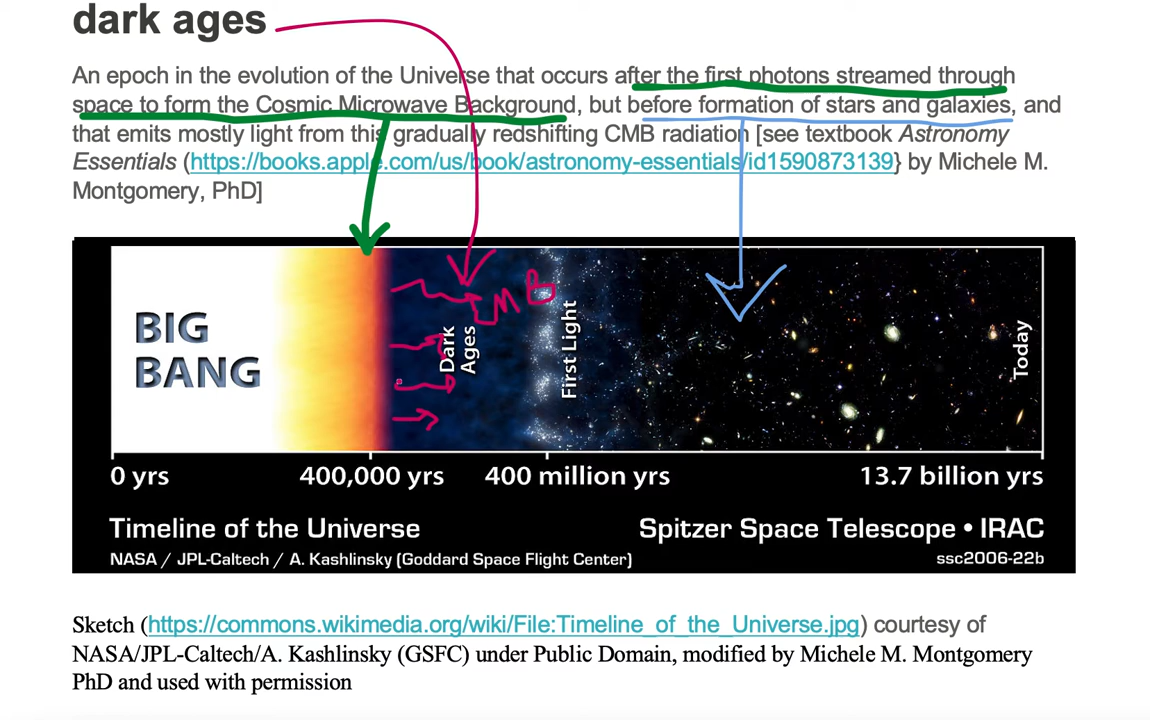 dark ages
An epoch in the evolution of the Universe that occurs after the first photons streamed through
space to form the Cosmic Microwave Background, but before formation of stars and galaxies, and
that emits mostly light from this gradually redshifting CMB radiation [see textbook Astronomy
Essentials (https://books.apple.com/us/book/astronomy-essentials/id1590873139} by Michele M.
Montgomery, PhD]
BIG
BANG
CMB
Dark
Ages
First Light
Today
0 yrs 400,000 yrs 400 million yrs 13.7 billion yrs
Timeline of the Universe Spitzer Space Telescope • IRAC
NASA / JPL-Caltech / A. Kashlinsky (Goddard Space Flight Center) ssc2006-22b
Sketch (https://commons.wikimedia.org/wiki/File:Timeline_of_the_Universe.jpg) courtesy of
NASA/JPL-Caltech/A. Kashlinsky (GSFC) under Public Domain, modified by Michele M. Montgomery
PhD and used with permission